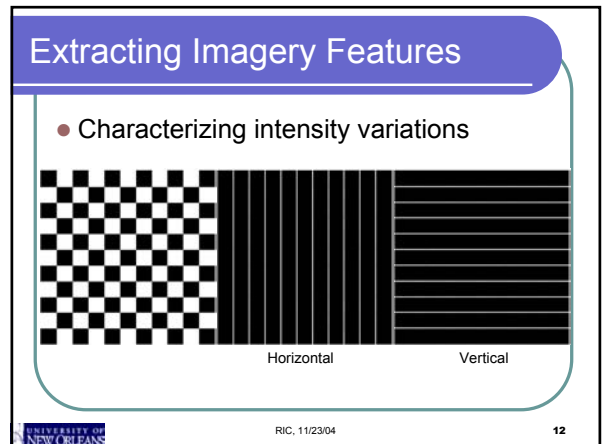 Extracting Imagery Features
Characterizing intensity variations
Horizontal Vertical
UNIVERSITY OF
NEW ORLEANS
RIC, 11/23/04 12